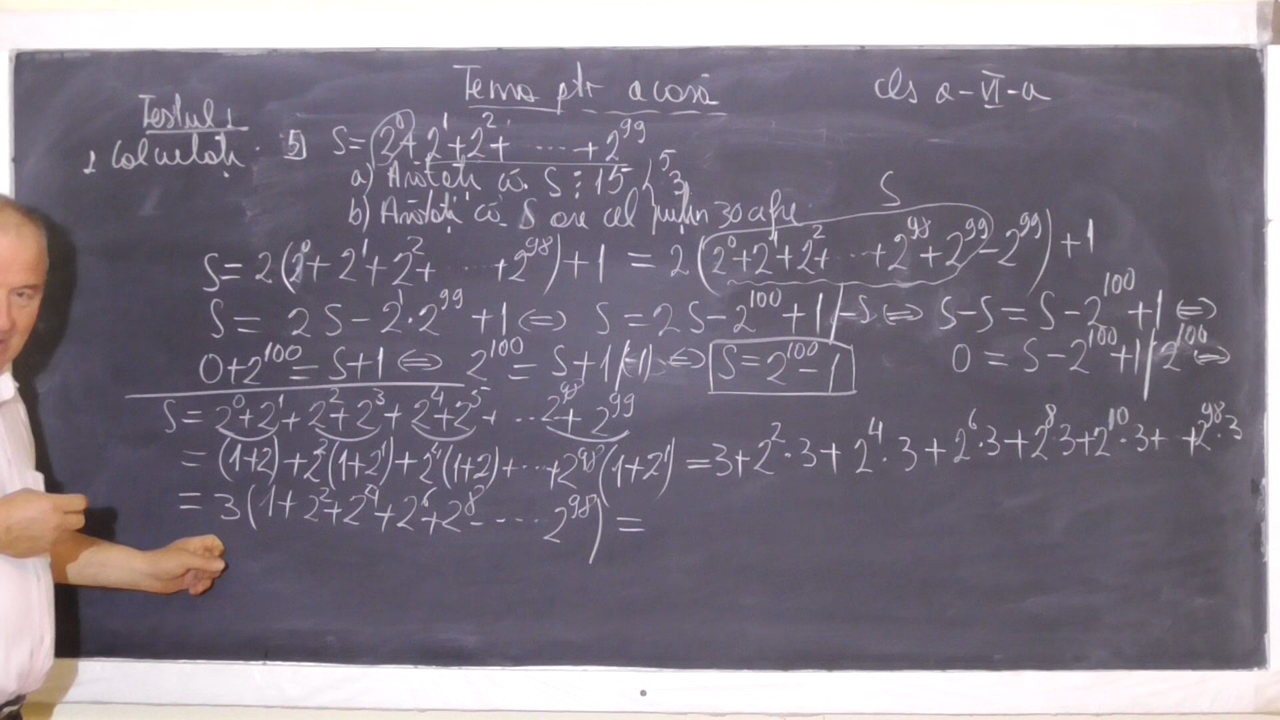 Tema ptr acasă cls a-VI-a
Testul 1
1 Calculați. 5) S=2⁰+2¹+2²+ ....+2⁹⁹
a) Arătați că S⋮15 } 5 3
b) Arătați că S are cel puțin 30 cifre.
S
S=2(2⁰+2¹+2²+ ....+2⁹⁸)+1 = 2(2⁰+2¹+2²+ ..+2⁹⁸+2⁹⁹-2⁹⁹)+1
S= 2S-2¹·2⁹⁹+1⇔ S=2S-2¹⁰⁰+1/-S⇔ S-S=S-2¹⁰⁰+1⇔
0+2¹⁰⁰=S+1⇔ 2¹⁰⁰=S+1/(-1)⇔ S=2¹⁰⁰-1 0=S-2¹⁰⁰+1/2¹⁰⁰⇔
S=2⁰+2¹+2²+2³+2⁴+2⁵+...2⁹⁸+2⁹⁹
=(1+2)+2²(1+2¹)+2⁴(1+2)+...+2⁹⁸(1+2¹)=3+2²·3+2⁴·3+2⁶·3+2⁸·3+2¹⁰·3+ +2⁹⁸·3
=3(1+2²+2⁴+2⁶+2⁸-....2⁹⁸)=